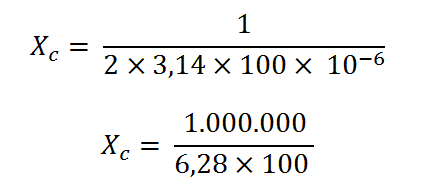 X_c = 1 / (2 × 3,14 × 100 × 10^{-6})
X_c = 1.000.000 / (6,28 × 100)